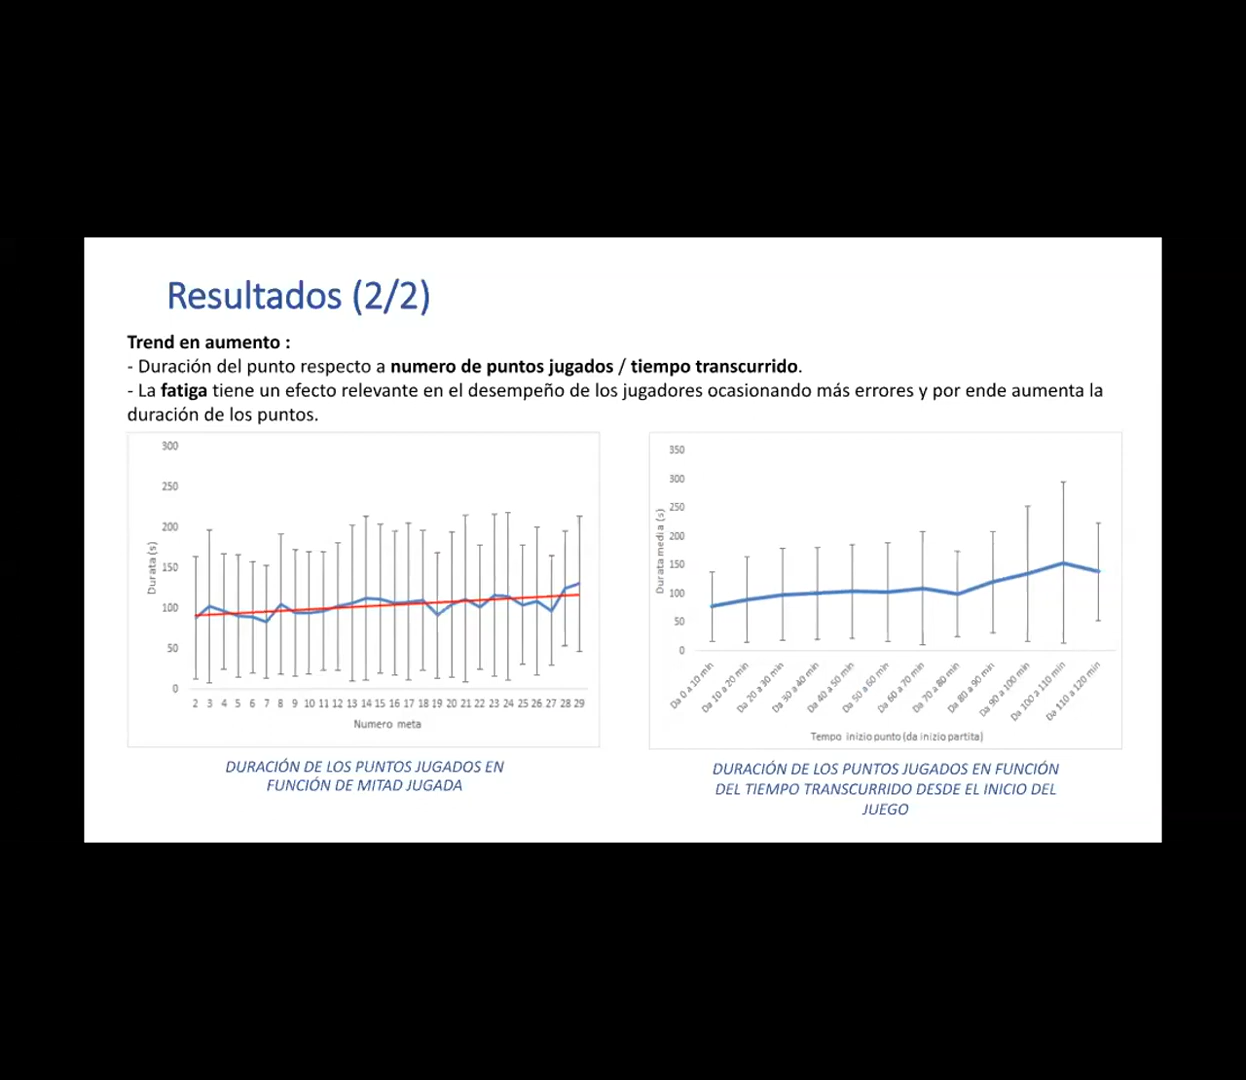 Resultados (2/2)
Trend en aumento :
- Duración del punto respecto a numero de puntos jugados / tiempo transcurrido.
- La fatiga tiene un efecto relevante en el desempeño de los jugadores ocasionando más errores y por ende aumenta la
duración de los puntos.
300
250
200
150
100
50
0
Durata (s)
2 3 4 5 6 7 8 9 10 11 12 13 14 15 16 17 18 19 20 21 22 23 24 25 26 27 28 29
Numero meta
DURACIÓN DE LOS PUNTOS JUGADOS EN
FUNCIÓN DE MITAD JUGADA
350
300
250
200
150
100
50
0
Durata media (s)
Da 0 a 10 min
Da 10 a 20 min
Da 20 a 30 min
Da 30 a 40 min
Da 40 a 50 min
Da 50 a 60 min
Da 60 a 70 min
Da 70 a 80 min
Da 80 a 90 min
Da 90 a 100 min
Da 100 a 110 min
Da 110 a 120 min
Tempo inizio punto (da inizio partita)
DURACIÓN DE LOS PUNTOS JUGADOS EN FUNCIÓN
DEL TIEMPO TRANSCURRIDO DESDE EL INICIO DEL
JUEGO